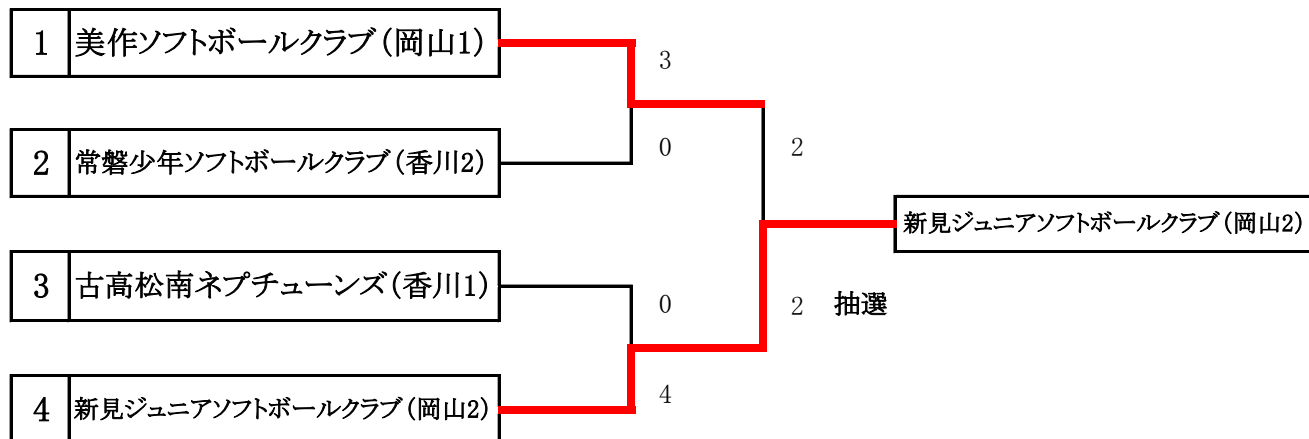 1 美作ソフトボールクラブ(岡山1)
3
2 常磐少年ソフトボールクラブ(香川2)
0
2
新見ジュニアソフトボールクラブ(岡山2)
3 古高松南ネプチューンズ(香川1)
0
2 抽選
4 新見ジュニアソフトボールクラブ(岡山2)
4